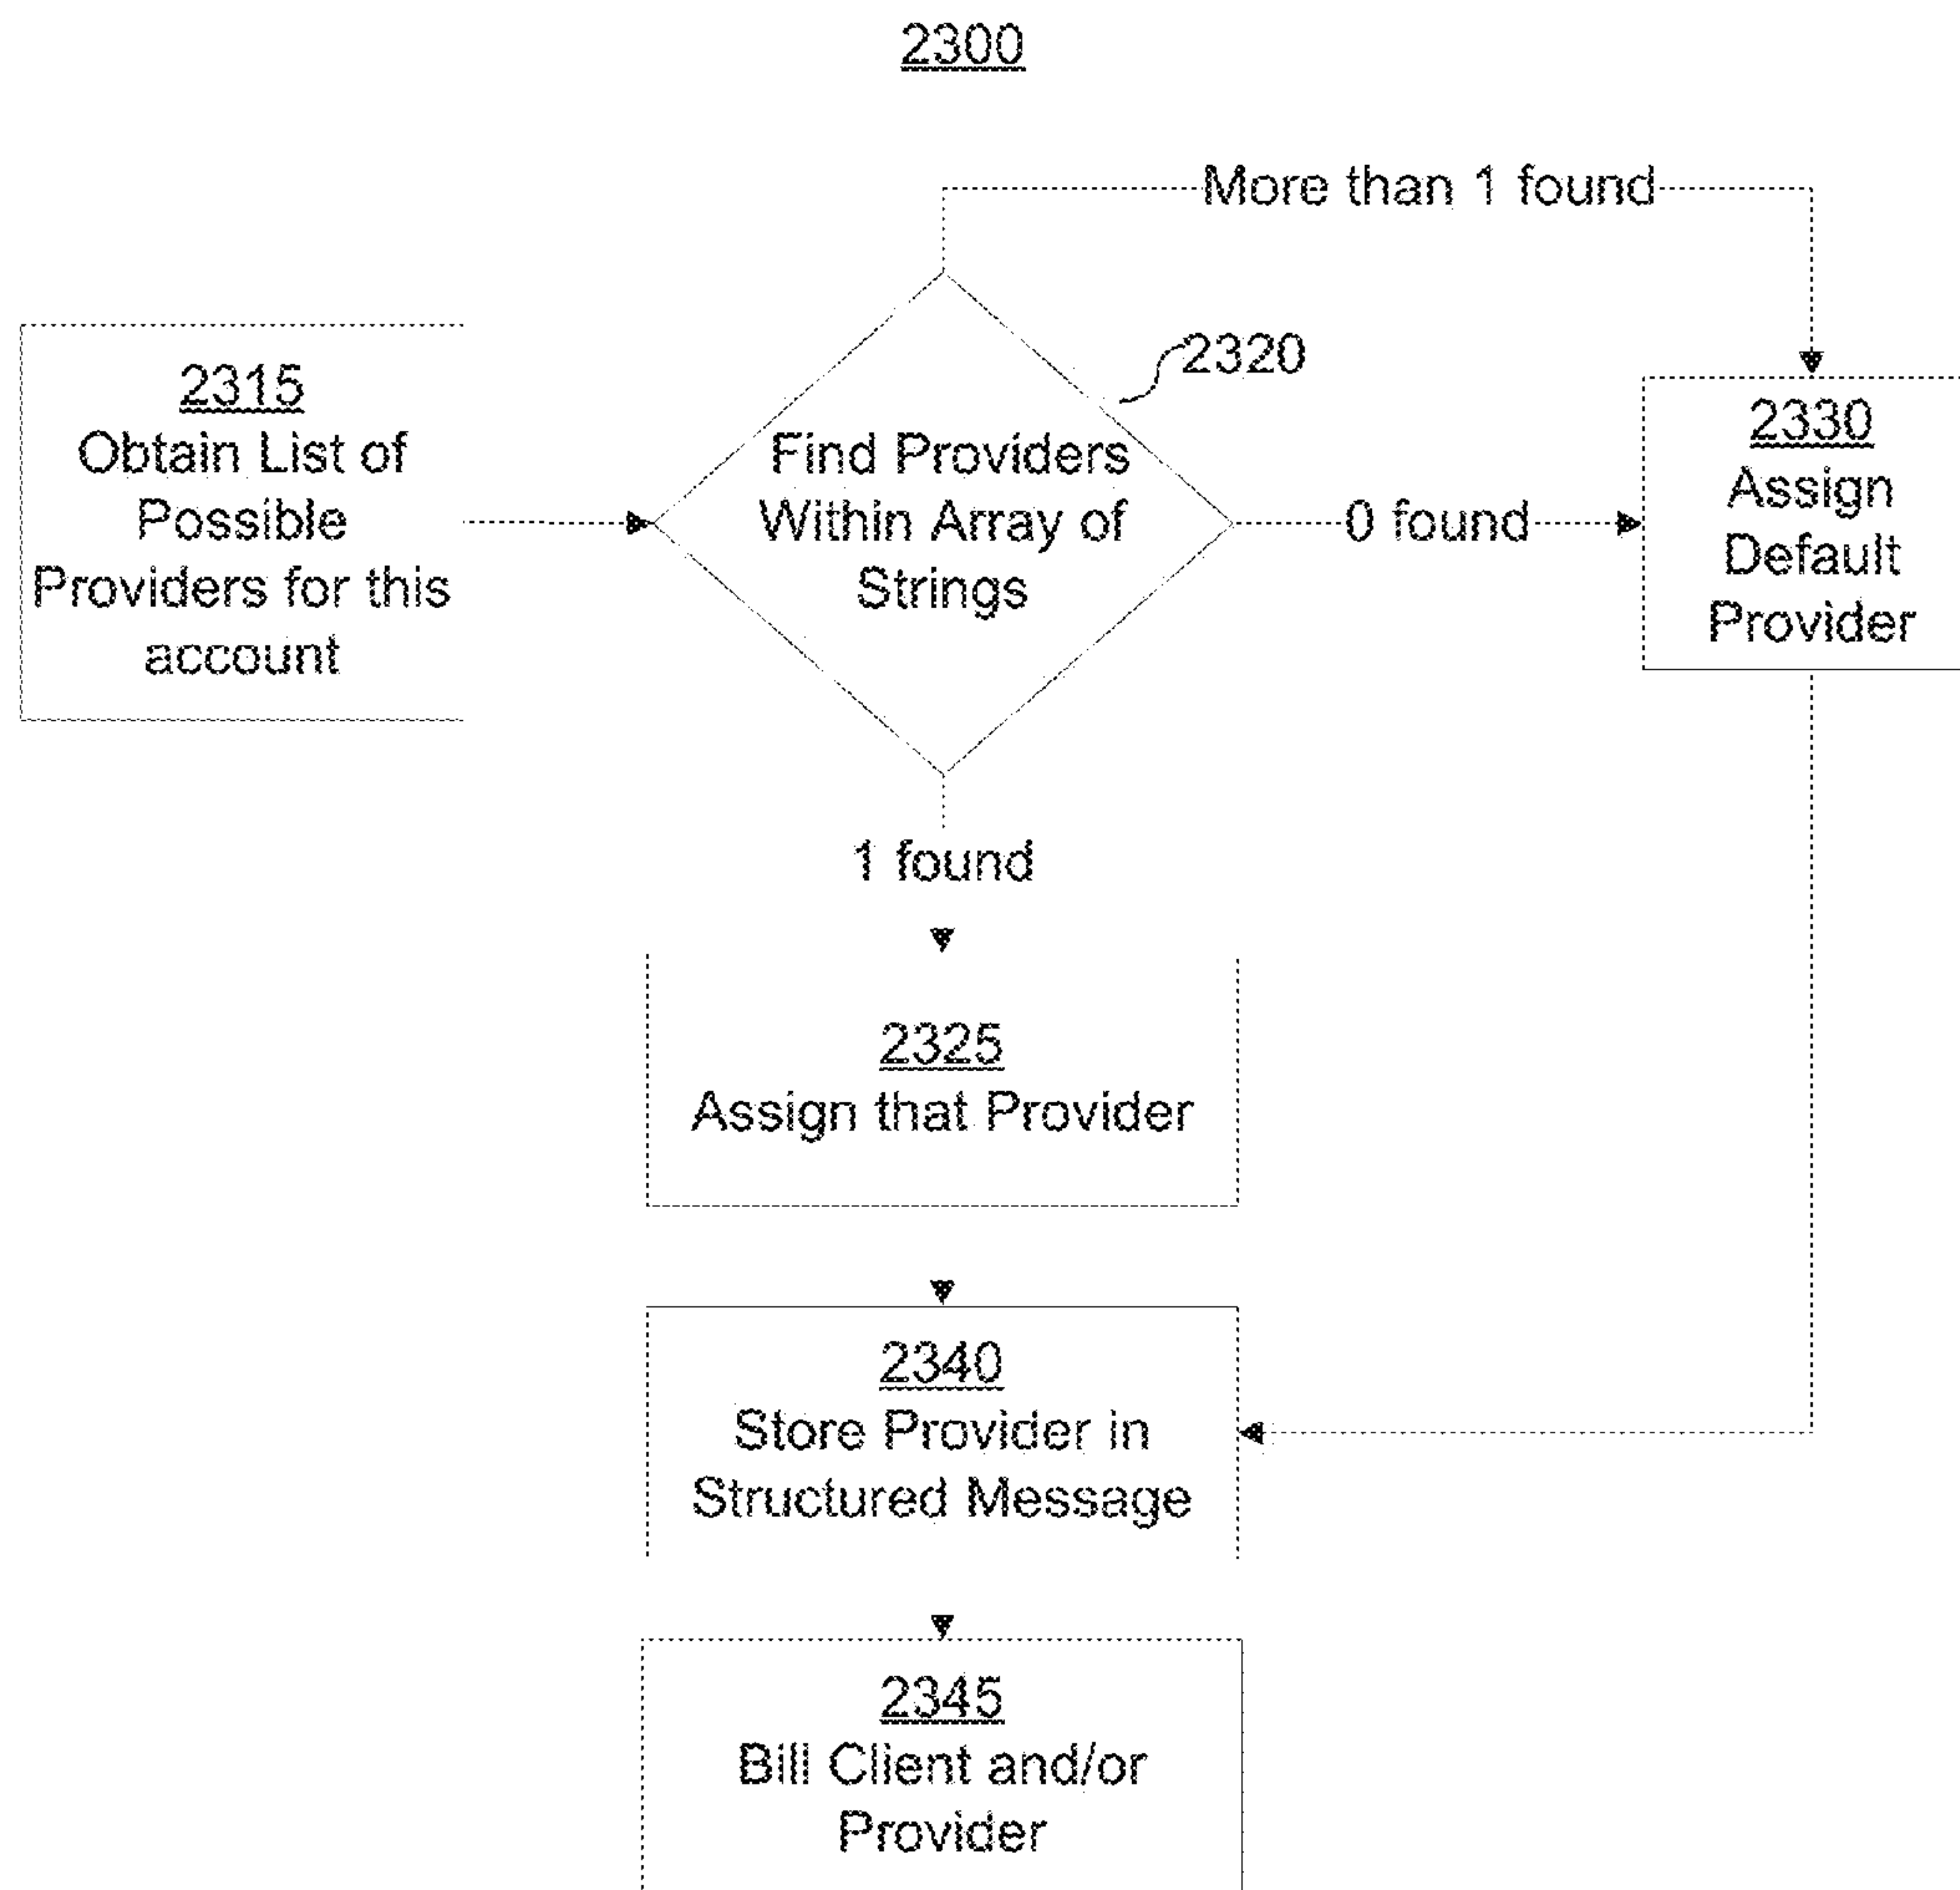 2300
More than 1 found
2315
Obtain List of
Possible
Providers for this
account
2320
Find Providers
Within Array of
Strings
0 found
2330
Assign
Default
Provider
1 found
2325
Assign that Provider
2340
Store Provider in
Structured Message
2345
Bill Client and/or
Provider